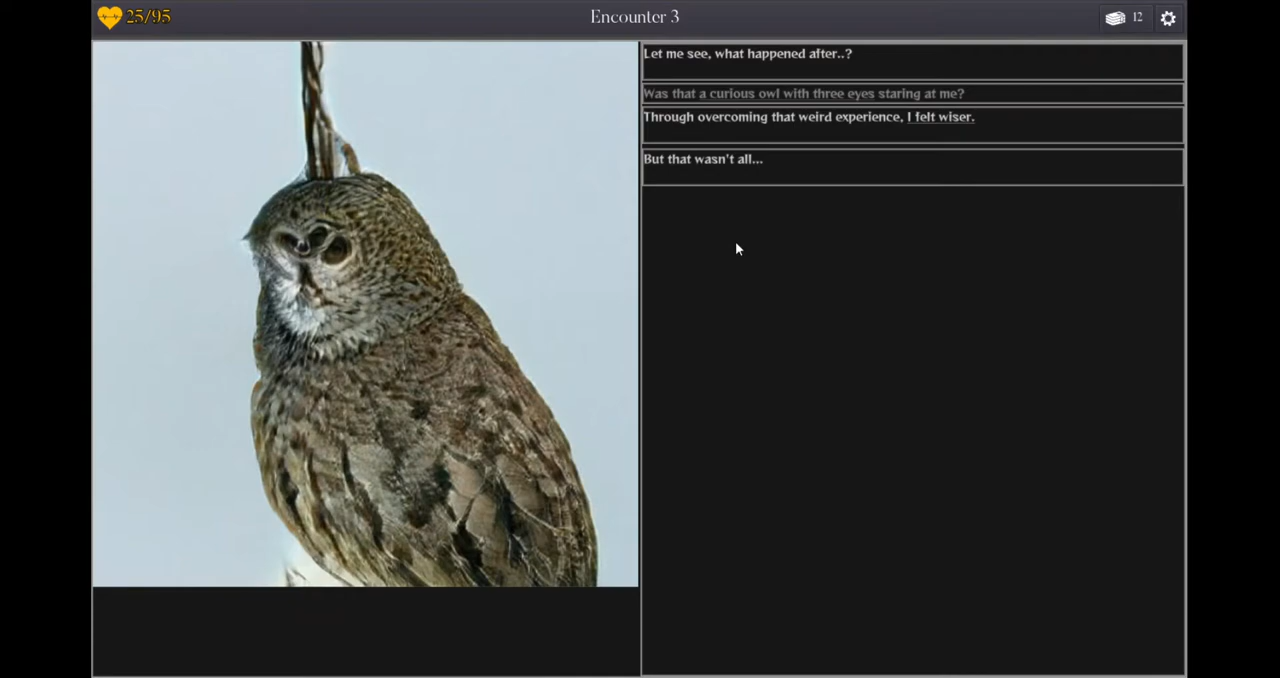 25/95
Encounter 3
12
Let me see, what happened after..?
Was that a curious owl with three eyes staring at me?
Through overcoming that weird experience, I felt wiser.
But that wasn't all...